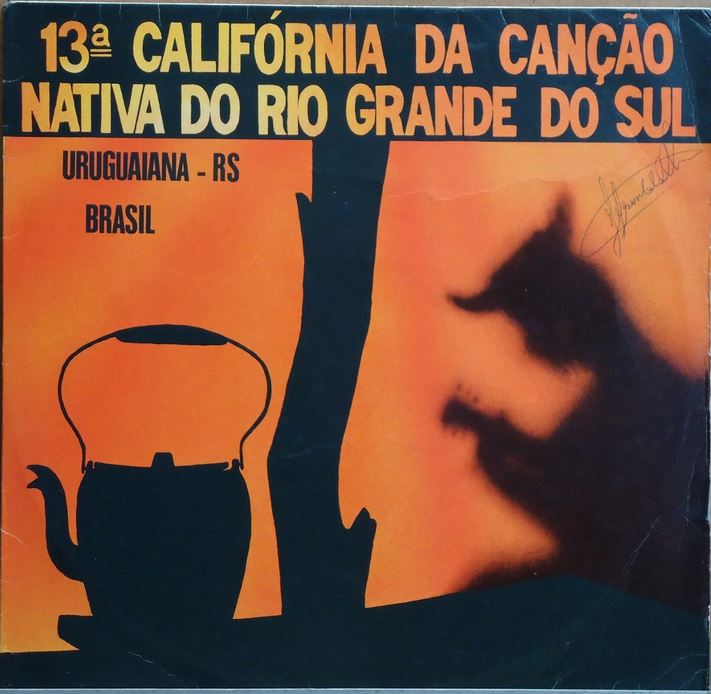 13ª CALIFÓRNIA DA CANÇÃO
NATIVA DO RIO GRANDE DO SUL
URUGUAIANA - RS
BRASIL